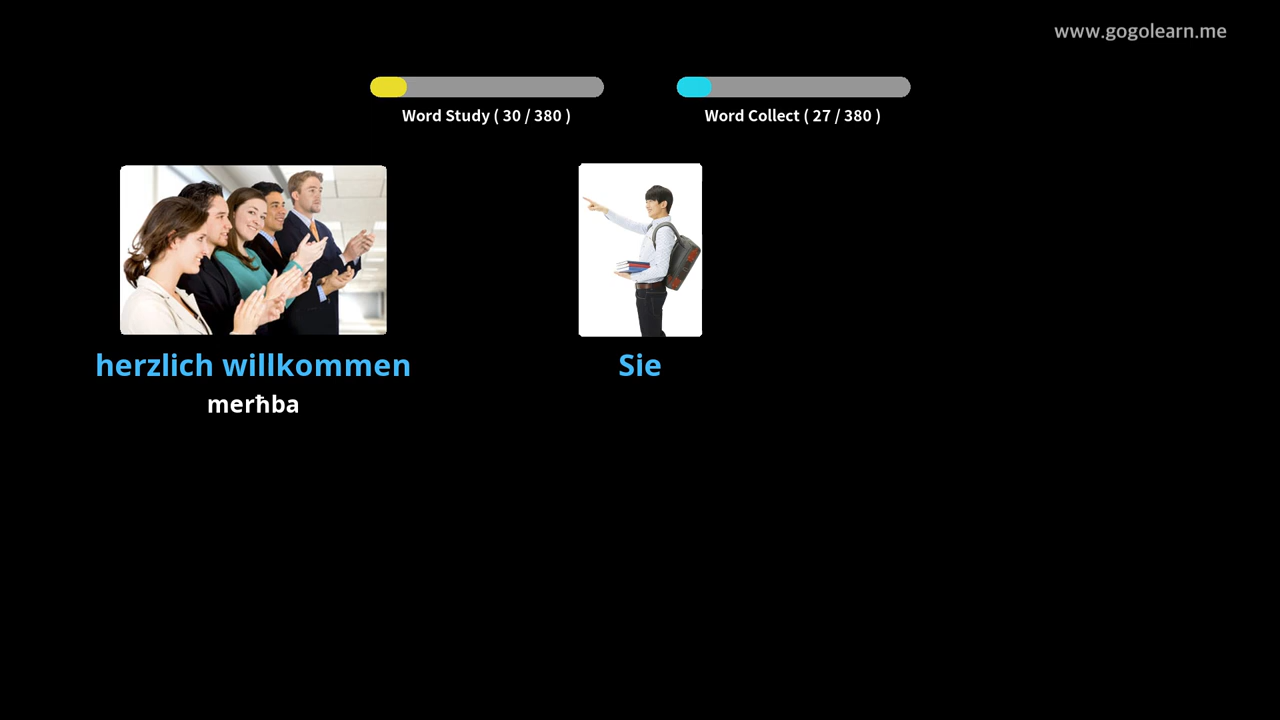 www.gogolearn.me
Word Study ( 30 / 380 )
Word Collect ( 27 / 380 )
herzlich willkommen
merħba
Sie